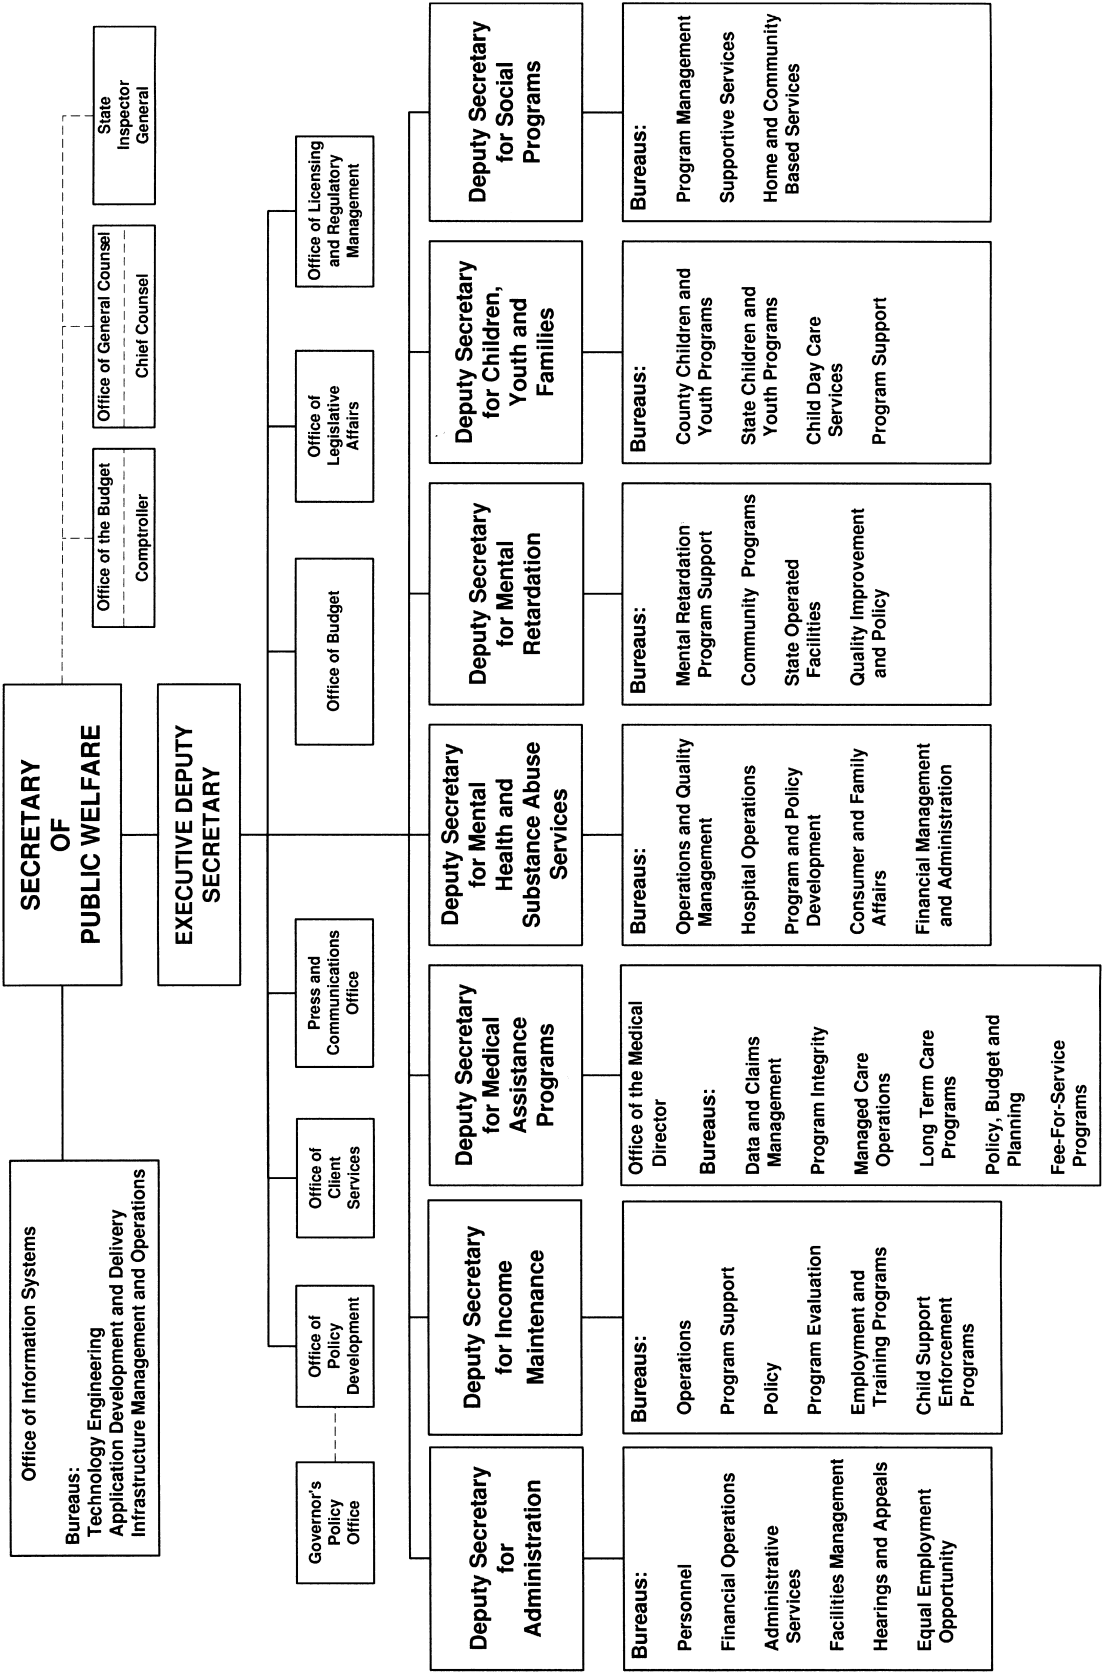 SECRETARY
OF
PUBLIC WELFARE
EXECUTIVE DEPUTY
SECRETARY
Office of Information Systems
Bureaus:
Technology Engineering
Application Development and Delivery
Infrastructure Management and Operations
Office of the Budget
Comptroller
Office of General Counsel
Chief Counsel
State
Inspector
General
Governor's
Policy
Office
Office of
Policy
Development
Office of
Client
Services
Press and
Communications
Office
Office of Budget
Office of
Legislative
Affairs
Office of Licensing
and Regulatory
Management
Deputy Secretary
for
Administration
Bureaus:
Personnel
Financial Operations
Administrative
Services
Facilities Management
Hearings and Appeals
Equal Employment
Opportunity
Deputy Secretary
for Income
Maintenance
Bureaus:
Operations
Program Support
Policy
Program Evaluation
Employment and
Training Programs
Child Support
Enforcement
Programs
Deputy Secretary
for Medical
Assistance
Programs
Office of the Medical
Director
Bureaus:
Data and Claims
Management
Program Integrity
Managed Care
Operations
Long Term Care
Programs
Policy, Budget and
Planning
Fee-For-Service
Programs
Deputy Secretary
for Mental
Health and
Substance Abuse
Services
Bureaus:
Operations and Quality
Management
Hospital Operations
Program and Policy
Development
Consumer and Family
Affairs
Financial Management
and Administration
Deputy Secretary
for Mental
Retardation
Bureaus:
Mental Retardation
Program Support
Community Programs
State Operated
Facilities
Quality Improvement
and Policy
Deputy Secretary
for Children,
Youth and
Families
Bureaus:
County Children and
Youth Programs
State Children and
Youth Programs
Child Day Care
Services
Program Support
Deputy Secretary
for Social
Programs
Bureaus:
Program Management
Supportive Services
Home and Community
Based Services